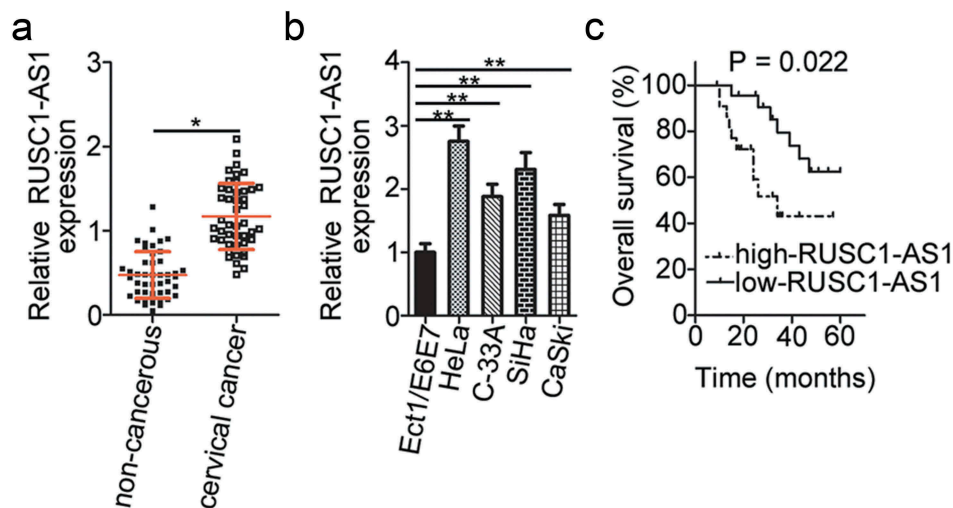 a
Relative RUSC1-AS1
expression
3
2
1
0
*
non-cancerous
cervical cancer
b
Relative RUSC1-AS1
expression
4
3
2
1
0
**
**
**
**
Ect1/E6E7
HeLa
C-33A
SiHa
CaSki
c
Overall survival (%)
P = 0.022
100
80
60
40
20
0
high-RUSC1-AS1
low-RUSC1-AS1
0
20
40
60
Time (months)